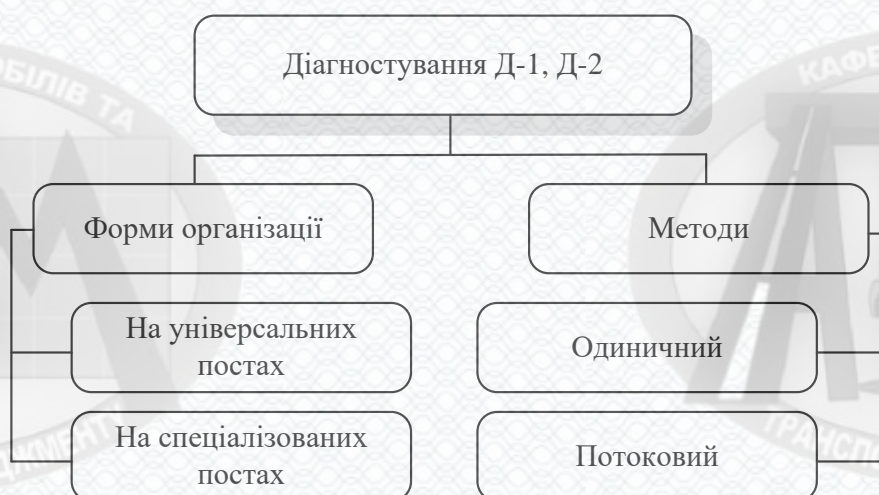 Діагностування Д-1, Д-2
Форми організації
Методи
На універсальних
постах
Одиничний
На спеціалізованих
постах
Потоковий